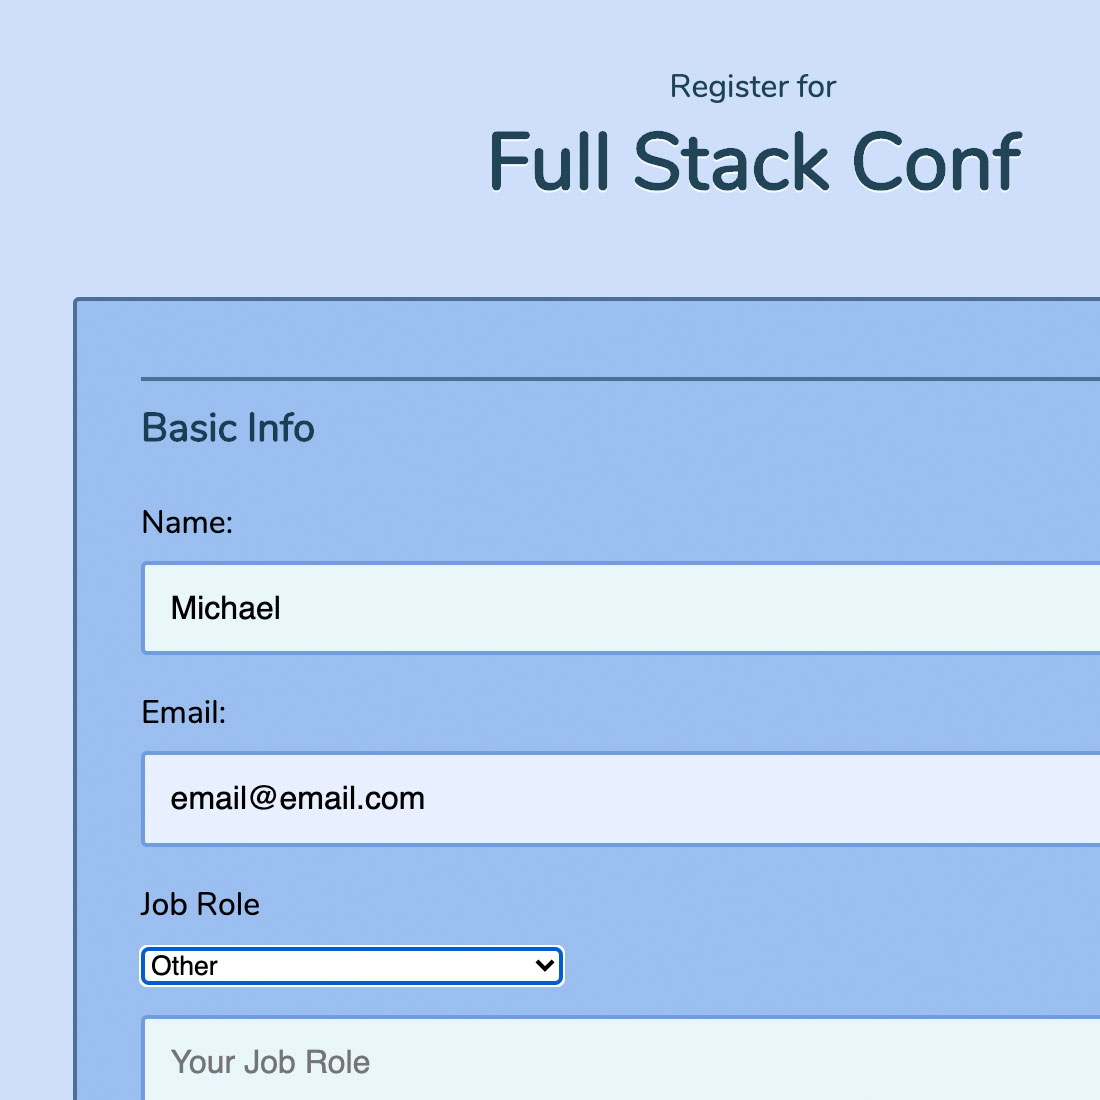 Register for
Full Stack Conf
Basic Info
Name:
Michael
Email:
email@email.com
Job Role
Other
Your Job Role